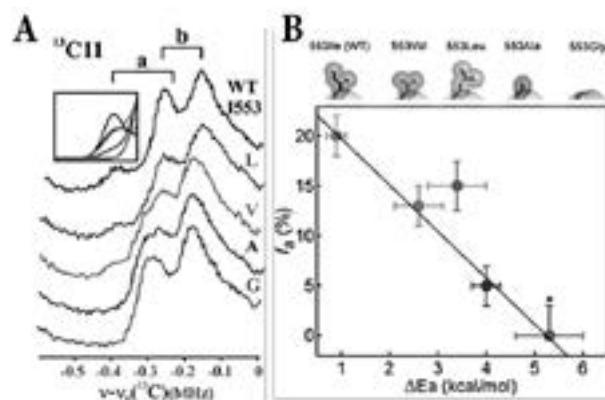 A
¹³C11
a
b
WT
I553
L
V
A
G
-0.5 -0.4 -0.3 -0.2 -0.1 0
ν-ν₀(¹³C)(MHz)
B
553Ile (WT) 553Val 553Leu 553Ala 553Gly
Iₐ (%)
20
15
10
5
0
1 2 3 4 5 6
ΔEa (kcal/mol)